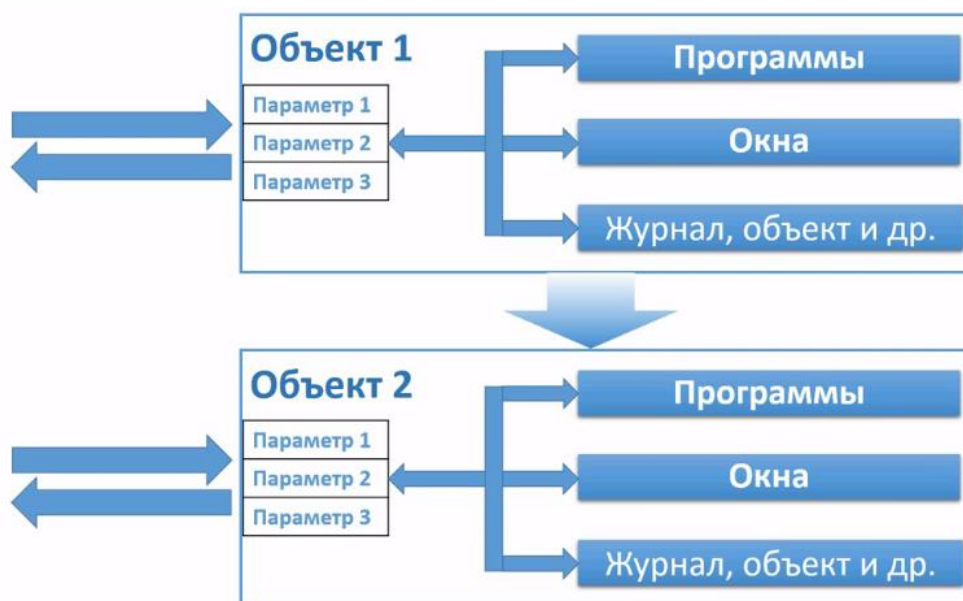 Объект 1
Программы
Параметр 1
Параметр 2
Окна
Параметр 3
Журнал, объект и др.
Объект 2
Программы
Параметр 1
Параметр 2
Окна
Параметр 3
Журнал, объект и др.